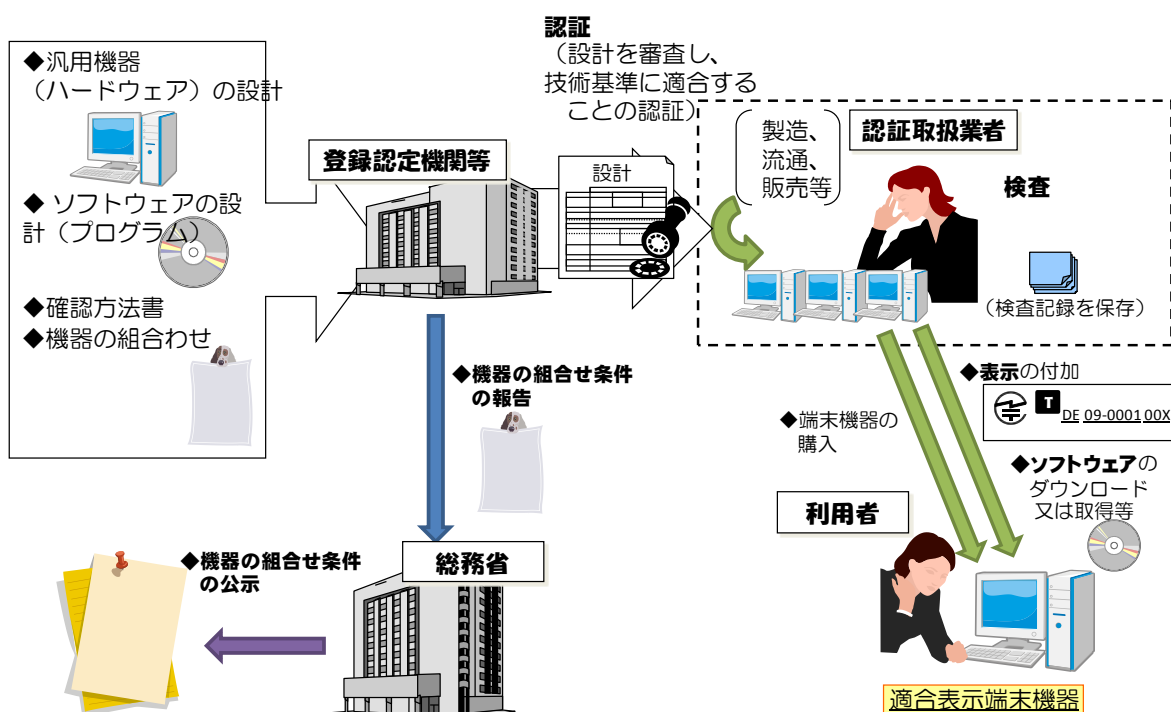 ◆汎用機器
（ハードウェア）の設計
◆ ソフトウェアの設
計（プログラム）
◆確認方法書
◆機器の組合わせ
登録認定機関等
認証
（設計を審査し、
技術基準に適合する
ことの認証）
設計
製造、
流通、
販売等
認証取扱業者
検査
（検査記録を保存）
◆機器の組合せ条件
の報告
◆表示の付加
T
DE 09-0001 00X
◆端末機器の
購入
◆ソフトウェアの
ダウンロード
又は取得等
利用者
総務省
◆機器の組合せ条件
の公示
適合表示端末機器